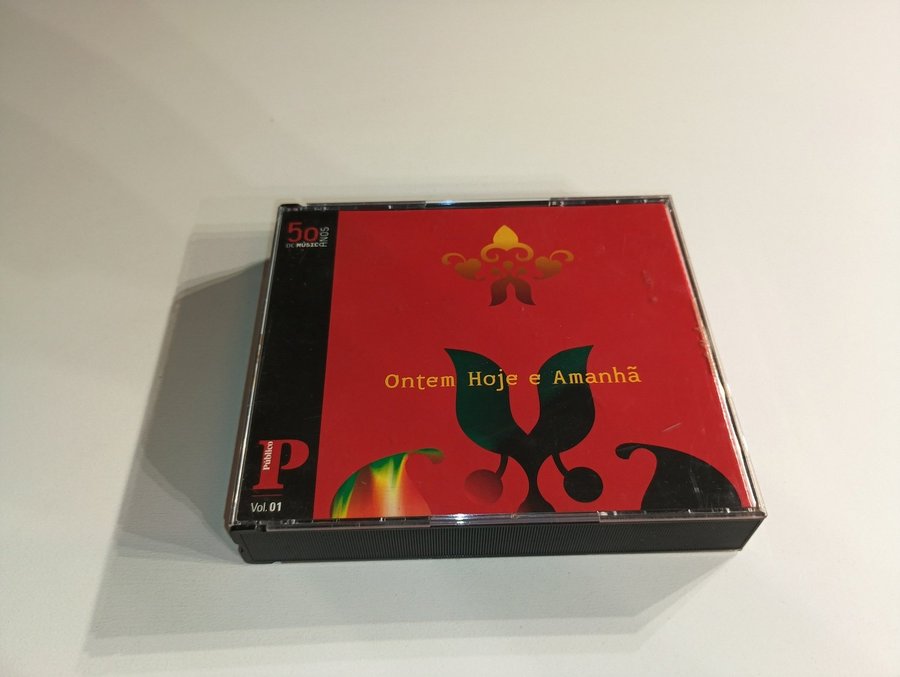 50
ANOS
DE MÚSICA
Ontem Hoje e Amanhã
P
Público
Vol. 01